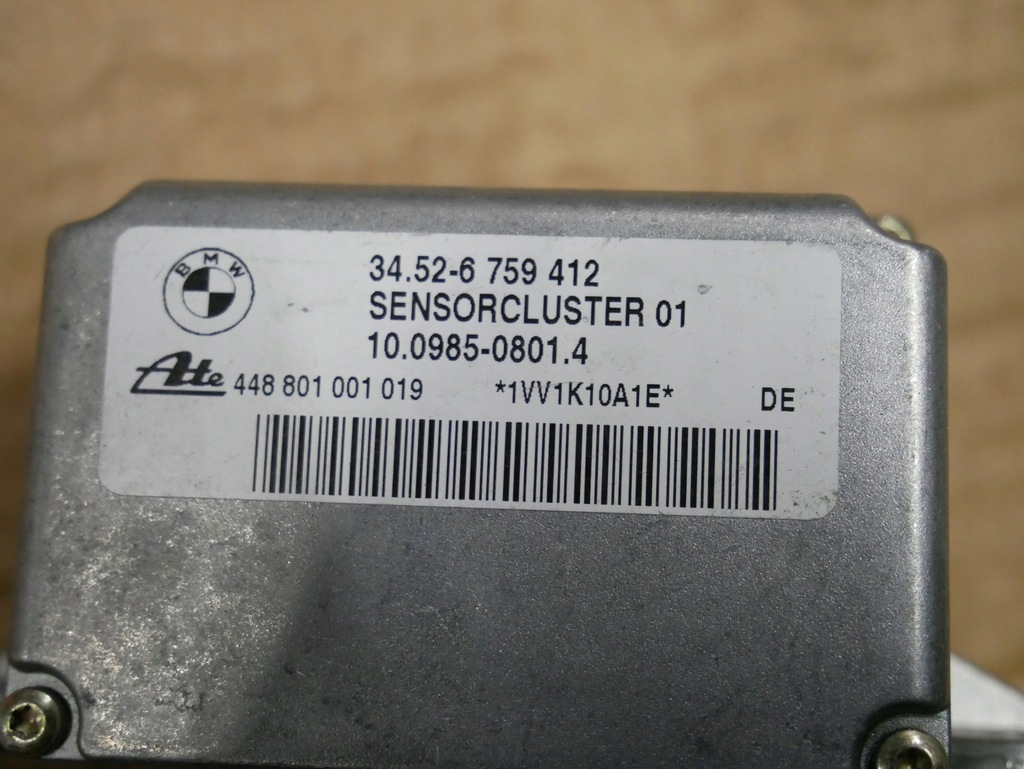 BMW
34.52-6 759 412
SENSORCLUSTER 01
10.0985-0801.4
Ate 448 801 001 019 *1VV1K10A1E* DE